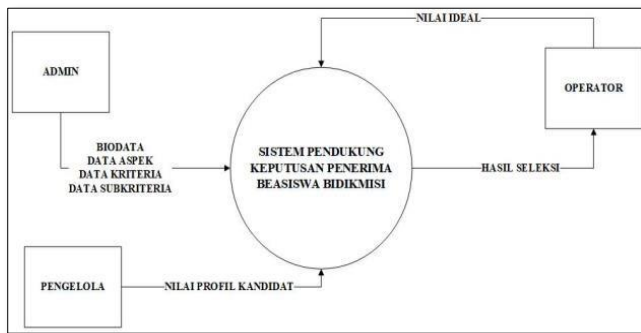 NILAI IDEAL
ADMIN
OPERATOR
BIODATA
DATA ASPEK
DATA KRITERIA
DATA SUBKRITERIA
SISTEM PENDUKUNG
KEPUTUSAN PENERIMA
BEASISWA BIDIKMISI
HASIL SELEKSI
PENGELOLA
NILAI PROFIL KANDIDAT